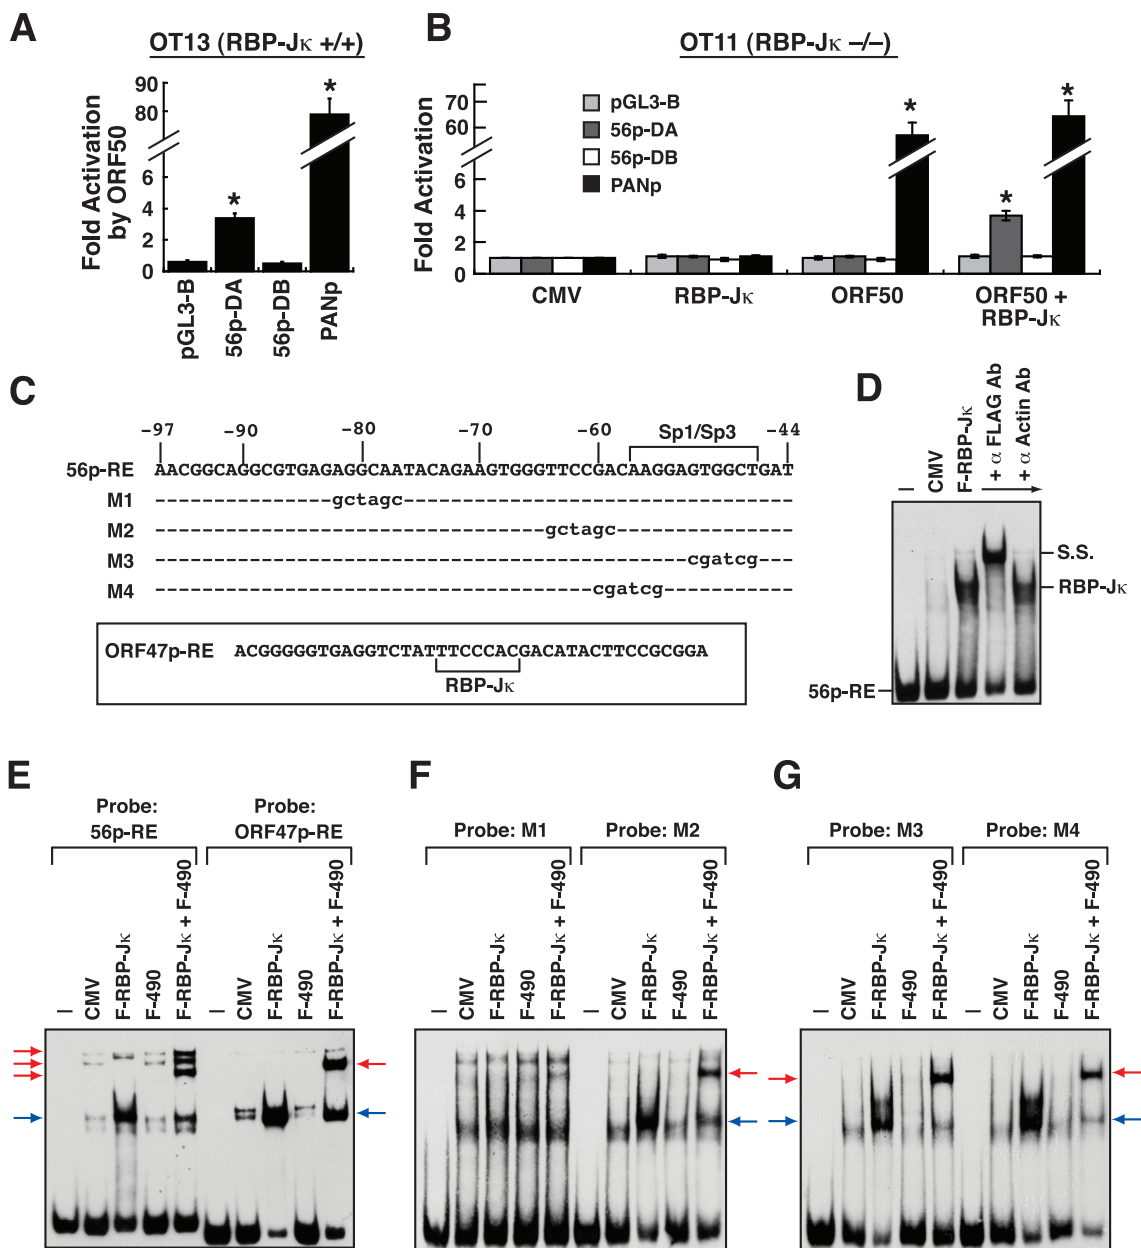 A
OT13 (RBP-Jκ +/+)
Fold Activation
by ORF50
90
80
6
4
2
0
*
*
pGL3-B
56p-DA
56p-DB
PANp
B
OT11 (RBP-Jκ –/–)
Fold Activation
70
60
6
4
2
0
pGL3-B
56p-DA
56p-DB
PANp
*
*
*
CMV
RBP-Jκ
ORF50
ORF50 +
RBP-Jκ
C
–97 –90 –80 –70 –60 Sp1/Sp3 –44
56p-RE AACGGCAGGCGTGAGAGGCAATACAGAAGTGGGTTCCGACAAGGAGTGGCTGAT
M1 ---------------gctagc---------------------------------
M2 ---------------------------------gctagc---------------
M3 ---------------------------------------------cgatcg---
M4 -------------------------------------cgatcg-----------
ORF47p-RE ACGGGGGTGAGGTCTATTTCCCACGACATACTTCCGCGGA
RBP-Jκ
D
–
CMV
F-RBP-Jκ
+ α FLAG Ab
+ α Actin Ab
S.S.
RBP-Jκ
56p-RE
E
Probe:
56p-RE
Probe:
ORF47p-RE
–
CMV
F-RBP-Jκ
F-490
F-RBP-Jκ + F-490
–
CMV
F-RBP-Jκ
F-490
F-RBP-Jκ + F-490
F
Probe: M1
Probe: M2
–
CMV
F-RBP-Jκ
F-490
F-RBP-Jκ + F-490
–
CMV
F-RBP-Jκ
F-490
F-RBP-Jκ + F-490
G
Probe: M3
Probe: M4
–
CMV
F-RBP-Jκ
F-490
F-RBP-Jκ + F-490
–
CMV
F-RBP-Jκ
F-490
F-RBP-Jκ + F-490